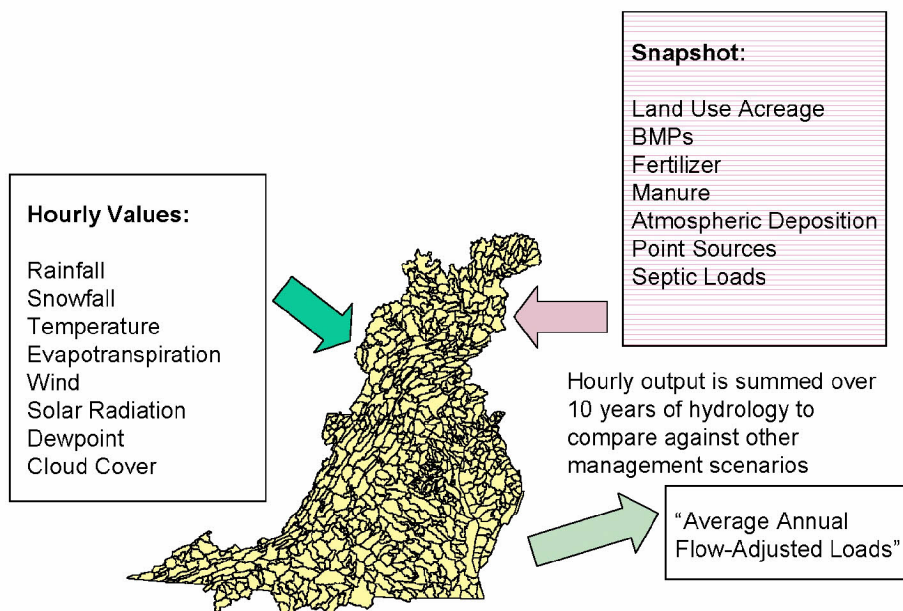 Snapshot:
Land Use Acreage
BMPs
Fertilizer
Manure
Atmospheric Deposition
Point Sources
Septic Loads
Hourly Values:
Rainfall
Snowfall
Temperature
Evapotranspiration
Wind
Solar Radiation
Dewpoint
Cloud Cover
Hourly output is summed over
10 years of hydrology to
compare against other
management scenarios
“Average Annual
Flow-Adjusted Loads”